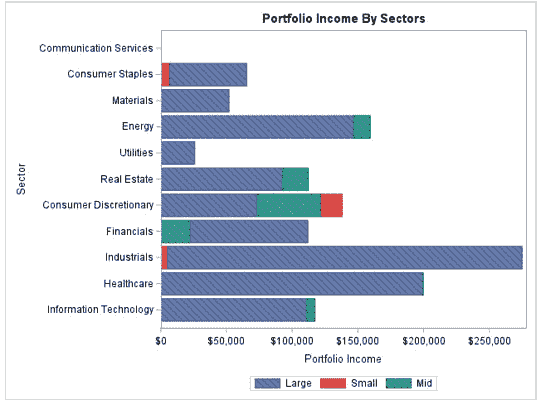 Portfolio Income By Sectors
Communication Services
Consumer Staples
Materials
Energy
Utilities
Real Estate
Consumer Discretionary
Financials
Industrials
Healthcare
Information Technology
Sector
$0 $50,000 $100,000 $150,000 $200,000 $250,000
Portfolio Income
Large Small Mid